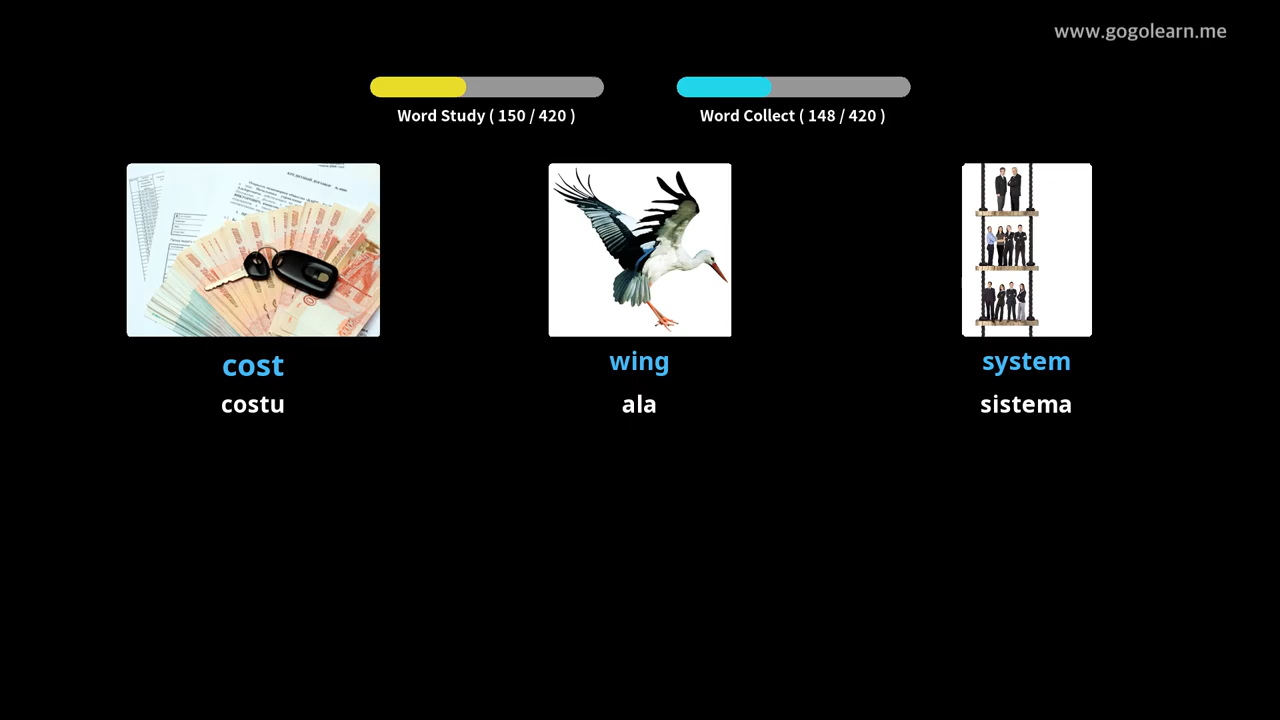 www.gogolearn.me
Word Study ( 150 / 420 )
Word Collect ( 148 / 420 )
cost
wing
system
costu
ala
sistema